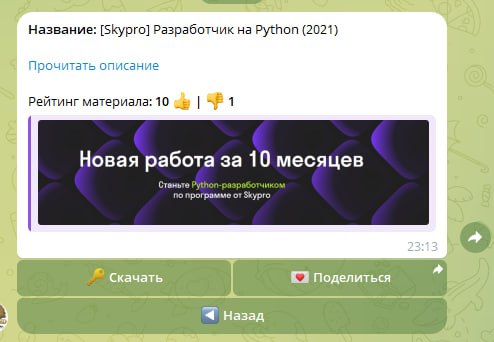 Название: [Skypro] Разработчик на Python (2021)
Прочитать описание
Рейтинг материала: 10 👍 | 👎 1
Новая работа за 10 месяцев
Станьте Python-разработчиком
по программе от Skypro
23:13
🔑 Скачать
💌 Поделиться
◀️ Назад